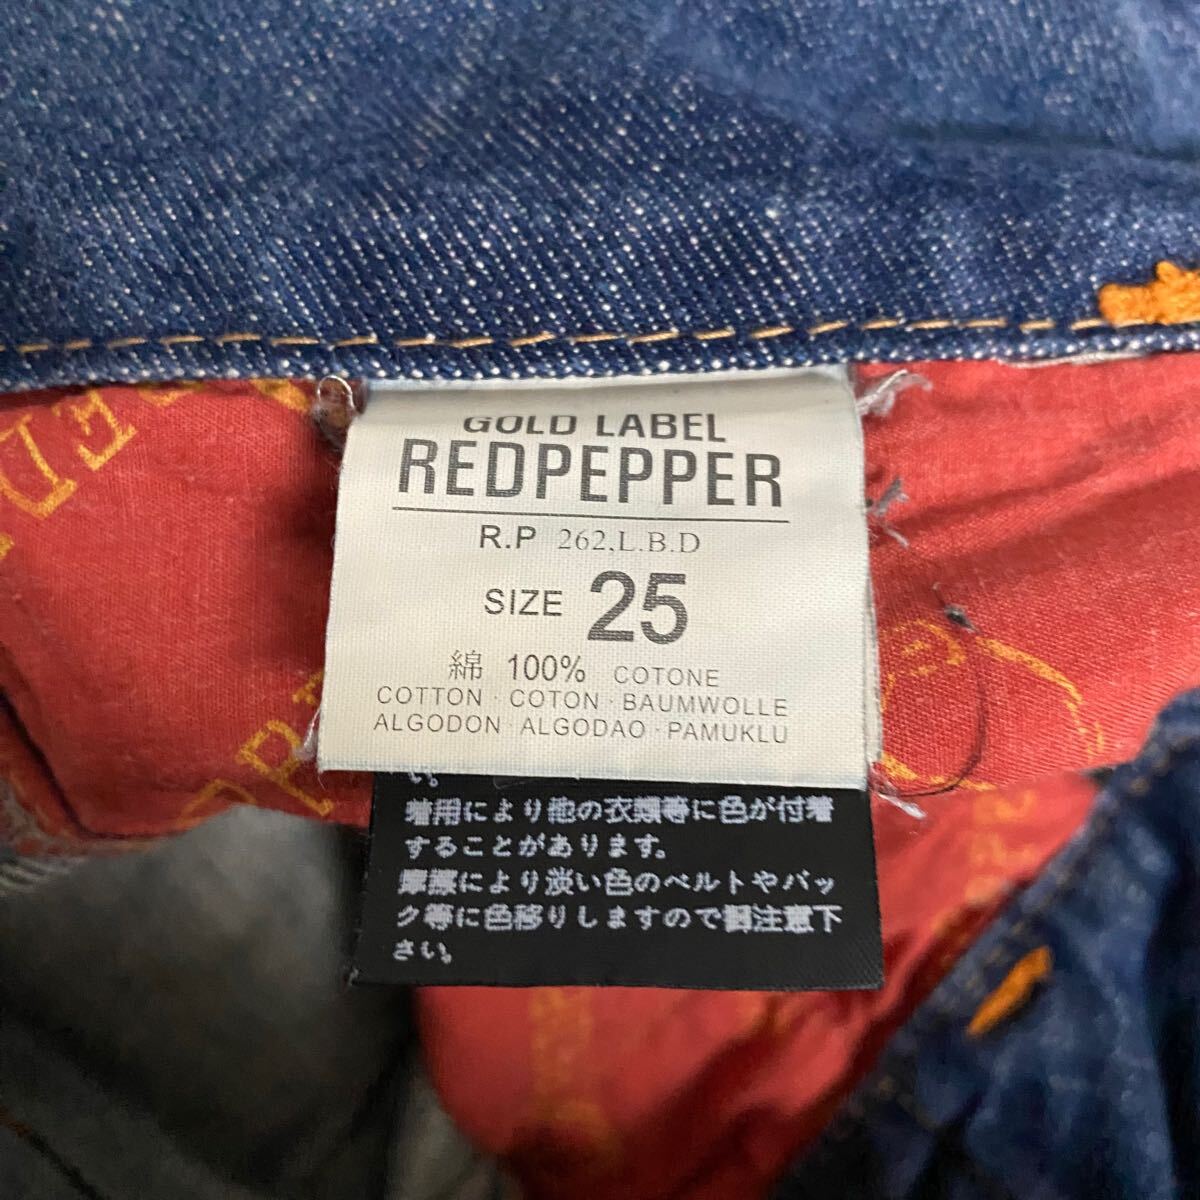 GOLD LABEL
REDPEPPER
R.P 262,L.B.D
SIZE 25
綿 100% COTONE
COTTON · COTON · BAUMWOLLE
ALGODON · ALGODAO · PAMUKLU
い。
着用により他の衣類等に色が付着
することがあります。
摩擦により淡い色のベルトやバッ
ク等に色移りしますので御注意下
さい。